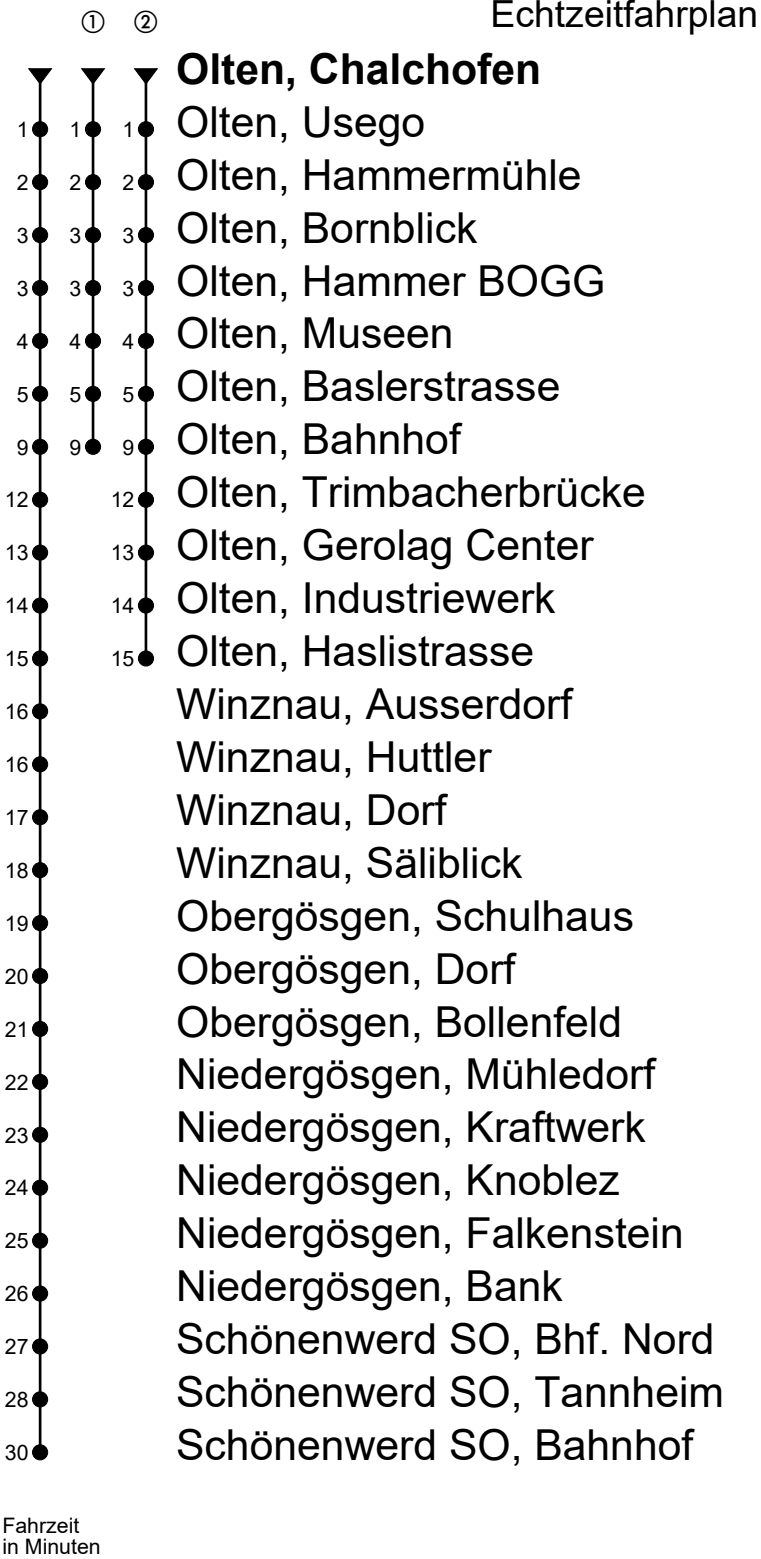 Echtzeitfahrplan
① ②
Olten, Chalchofen
1 1 1 Olten, Usego
2 2 2 Olten, Hammermühle
3 3 3 Olten, Bornblick
3 3 3 Olten, Hammer BOGG
4 4 4 Olten, Museen
5 5 5 Olten, Baslerstrasse
9 9 9 Olten, Bahnhof
12 12 Olten, Trimbacherbrücke
13 13 Olten, Gerolag Center
14 14 Olten, Industriewerk
15 15 Olten, Haslistrasse
16 Winznau, Ausserdorf
16 Winznau, Huttler
17 Winznau, Dorf
18 Winznau, Säliblick
19 Obergösgen, Schulhaus
20 Obergösgen, Dorf
21 Obergösgen, Bollenfeld
22 Niedergösgen, Mühledorf
23 Niedergösgen, Kraftwerk
24 Niedergösgen, Knoblez
25 Niedergösgen, Falkenstein
26 Niedergösgen, Bank
27 Schönenwerd SO, Bhf. Nord
28 Schönenwerd SO, Tannheim
30 Schönenwerd SO, Bahnhof
Fahrzeit
in Minuten